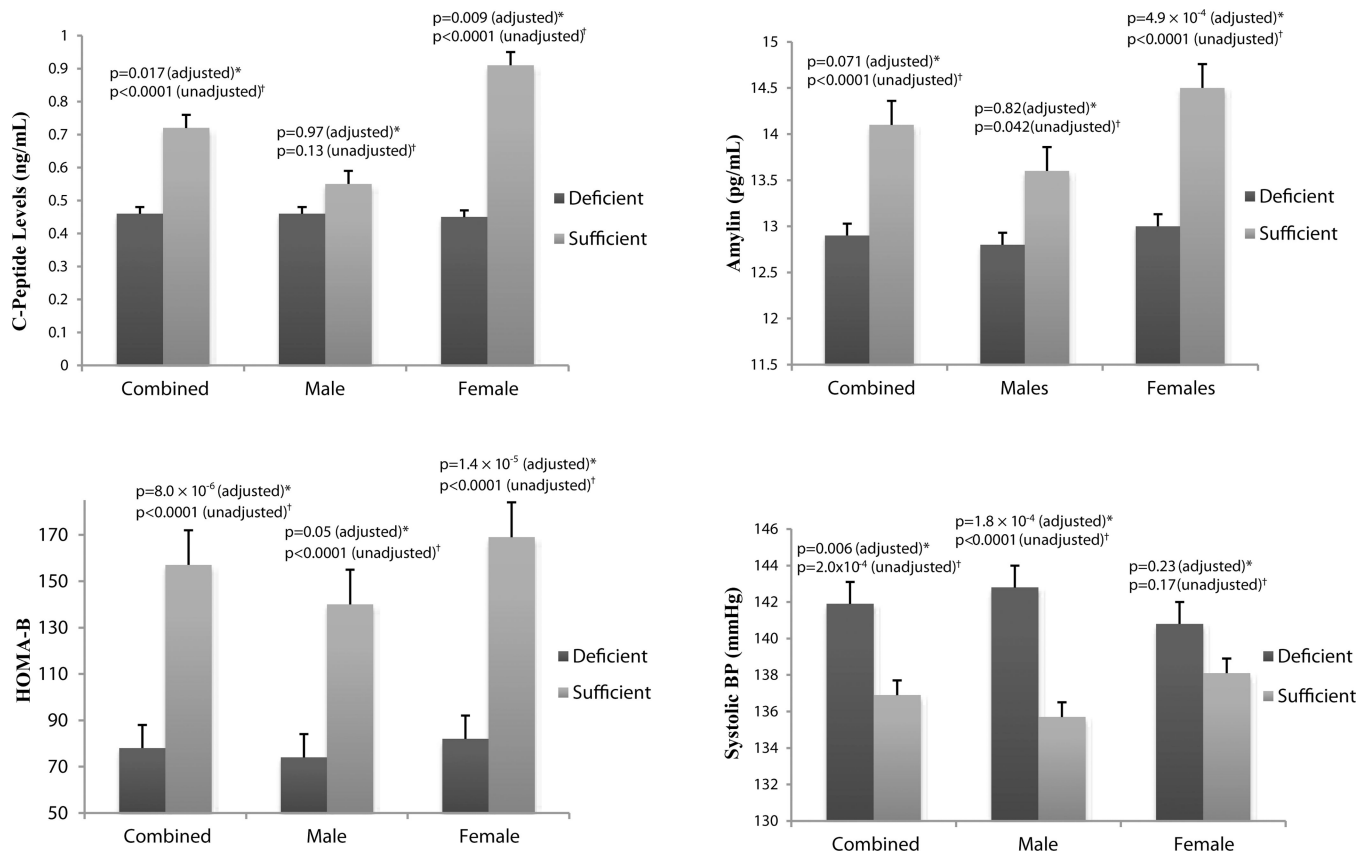 p=0.009 (adjusted)*
p<0.0001 (unadjusted)†
p=0.017 (adjusted)*
p<0.0001 (unadjusted)†
p=0.97 (adjusted)*
p=0.13 (unadjusted)†
C-Peptide Levels (ng/mL)
1
0.9
0.8
0.7
0.6
0.5
0.4
0.3
0.2
0.1
0
Combined
Male
Female
Deficient
Sufficient
p=4.9 × 10-4 (adjusted)*
p<0.0001 (unadjusted)†
p=0.071 (adjusted)*
p<0.0001 (unadjusted)†
p=0.82(adjusted)*
p=0.042(unadjusted)†
Amylin (pg/mL)
15
14.5
14
13.5
13
12.5
12
11.5
Combined
Males
Females
Deficient
Sufficient
p=1.4 × 10-5 (adjusted)*
p<0.0001 (unadjusted)†
p=8.0 × 10-6 (adjusted)*
p<0.0001 (unadjusted)†
p=0.05 (adjusted)*
p<0.0001 (unadjusted)†
HOMA-B
170
150
130
110
90
70
50
Combined
Male
Female
Deficient
Sufficient
p=1.8 × 10-4 (adjusted)*
p<0.0001 (unadjusted)†
p=0.006 (adjusted)*
p=2.0x10-4 (unadjusted)†
p=0.23 (adjusted)*
p=0.17(unadjusted)†
Systolic BP (mmHg)
146
144
142
140
138
136
134
132
130
Combined
Male
Female
Deficient
Sufficient